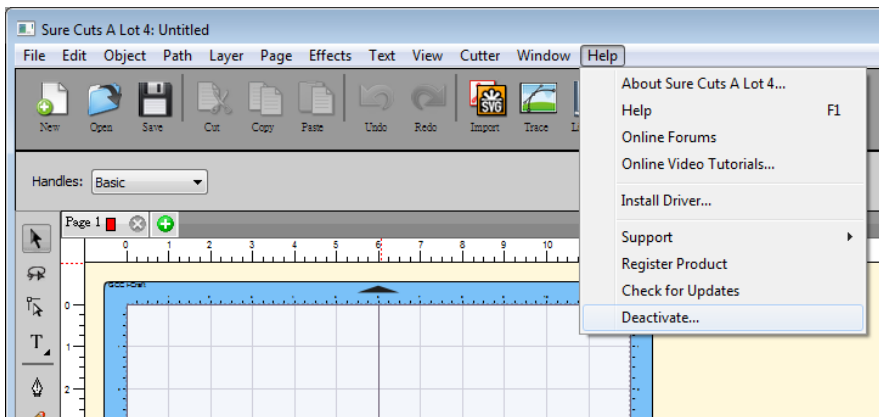 Sure Cuts A Lot 4: Untitled
File Edit Object Path Layer Page Effects Text View Cutter Window Help
New Open Save Cut Copy Paste Undo Redo Import Trace
SVG
About Sure Cuts A Lot 4...
Help F1
Online Forums
Online Video Tutorials...
Install Driver...
Support
Register Product
Check for Updates
Deactivate...
Handles: Basic
Page 1
0 1 2 3 4 5 6 7 8 9 10
0
T
1
2